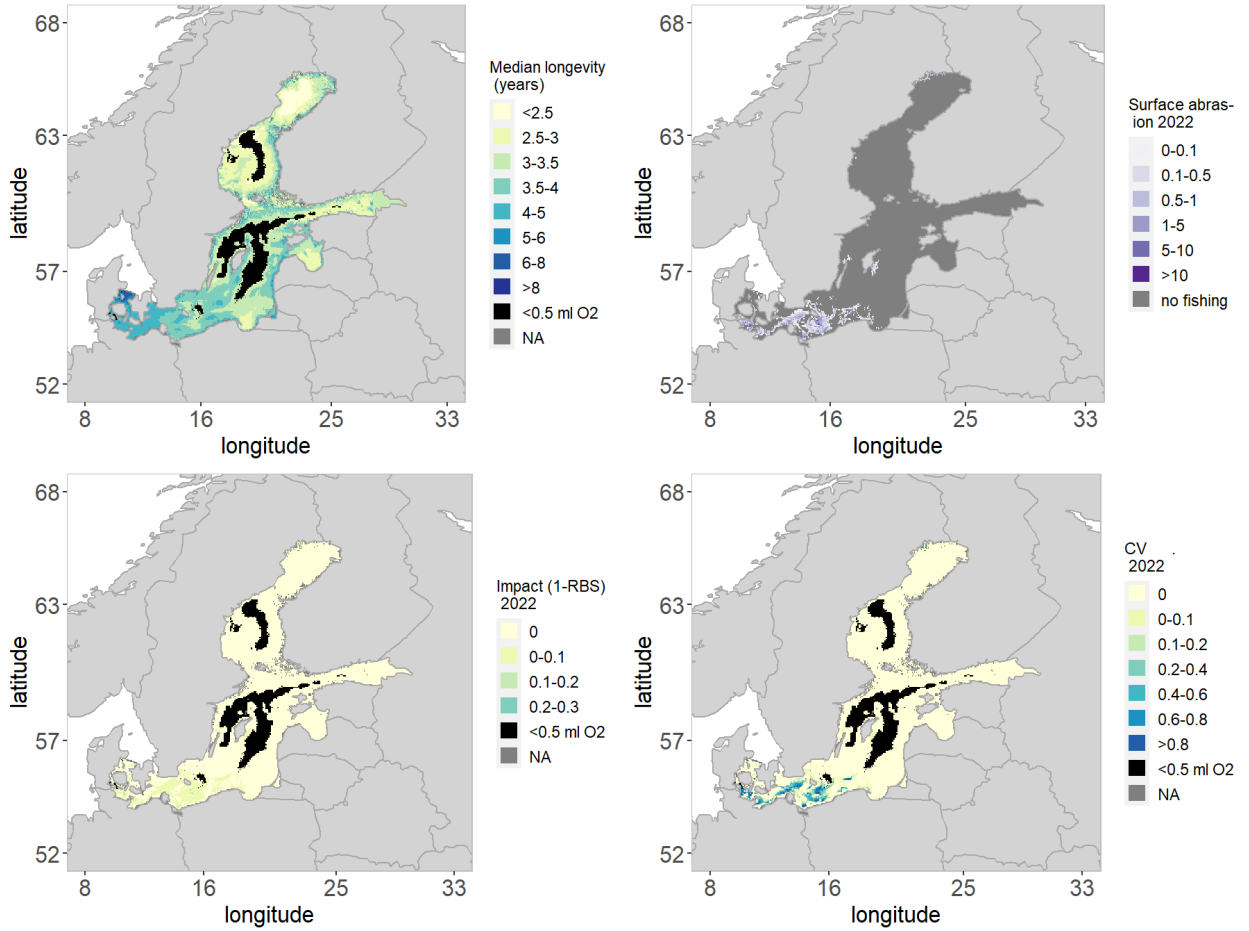 68
63
57
52
latitude
8
16
25
33
longitude
Median longevity
(years)
<2.5
2.5-3
3-3.5
3.5-4
4-5
5-6
6-8
>8
<0.5 ml O2
NA
68
63
57
52
latitude
8
16
25
33
longitude
Surface abras-
ion 2022
0-0.1
0.1-0.5
0.5-1
1-5
5-10
>10
no fishing
68
63
57
52
latitude
8
16
25
33
longitude
Impact (1-RBS)
2022
0
0-0.1
0.1-0.2
0.2-0.3
<0.5 ml O2
NA
68
63
57
52
latitude
8
16
25
33
longitude
CV .
2022
0
0-0.1
0.1-0.2
0.2-0.4
0.4-0.6
0.6-0.8
>0.8
<0.5 ml O2
NA